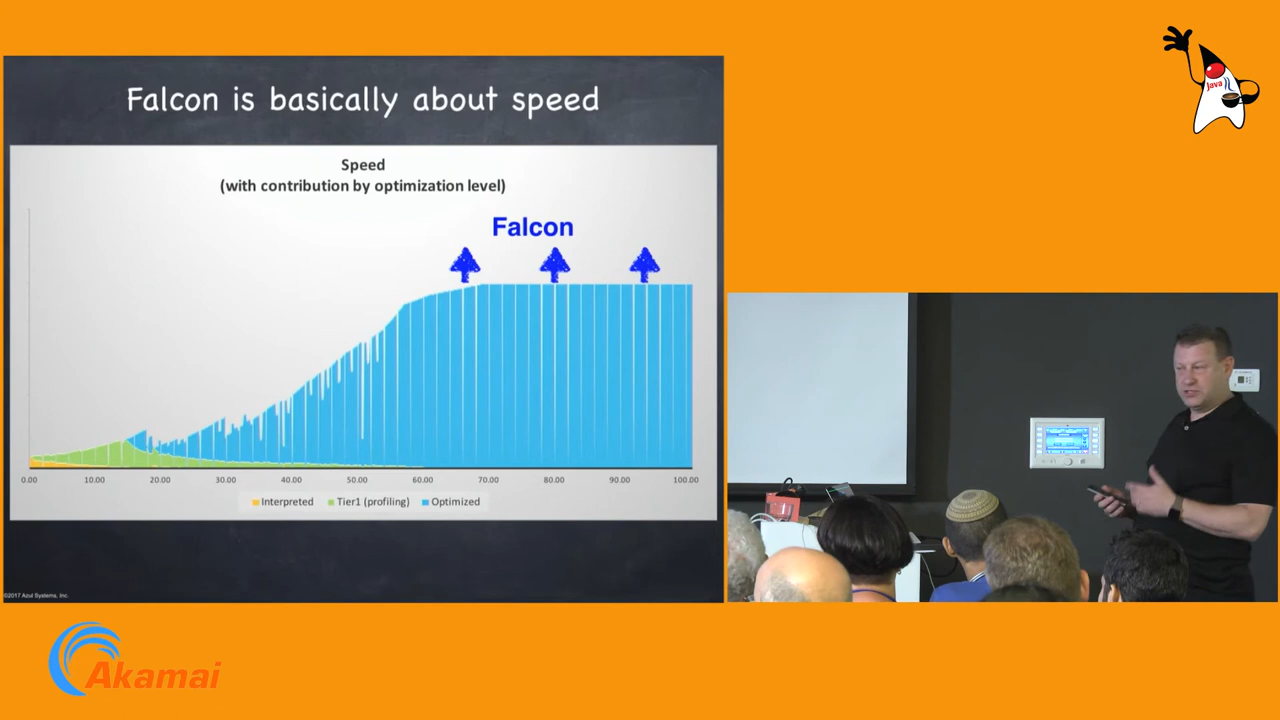 Falcon is basically about speed
Speed
(with contribution by optimization level)
Falcon
0.00 10.00 20.00 30.00 40.00 50.00 60.00 70.00 80.00 90.00 100.00
Interpreted Tier1 (profiling) Optimized
©2017 Azul Systems, Inc.
Java
Akamai